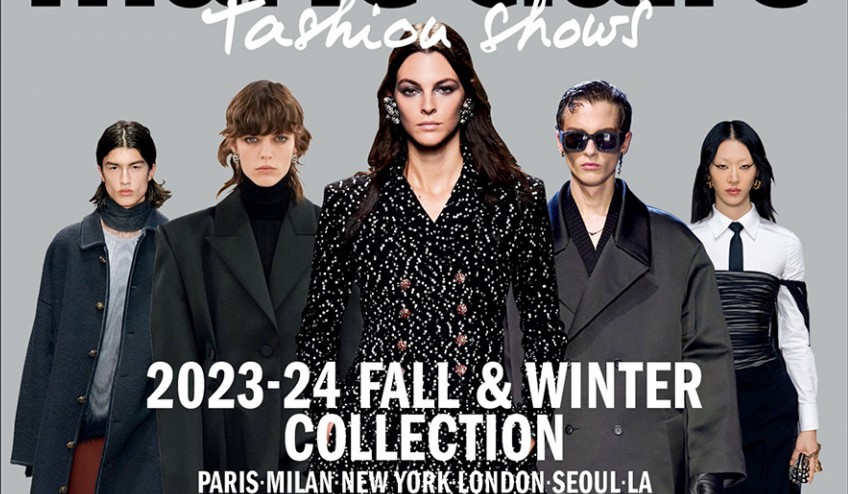 fashion shows
2023-24 FALL & WINTER
COLLECTION
PARIS·MILAN·NEW YORK·LONDON·SEOUL·LA